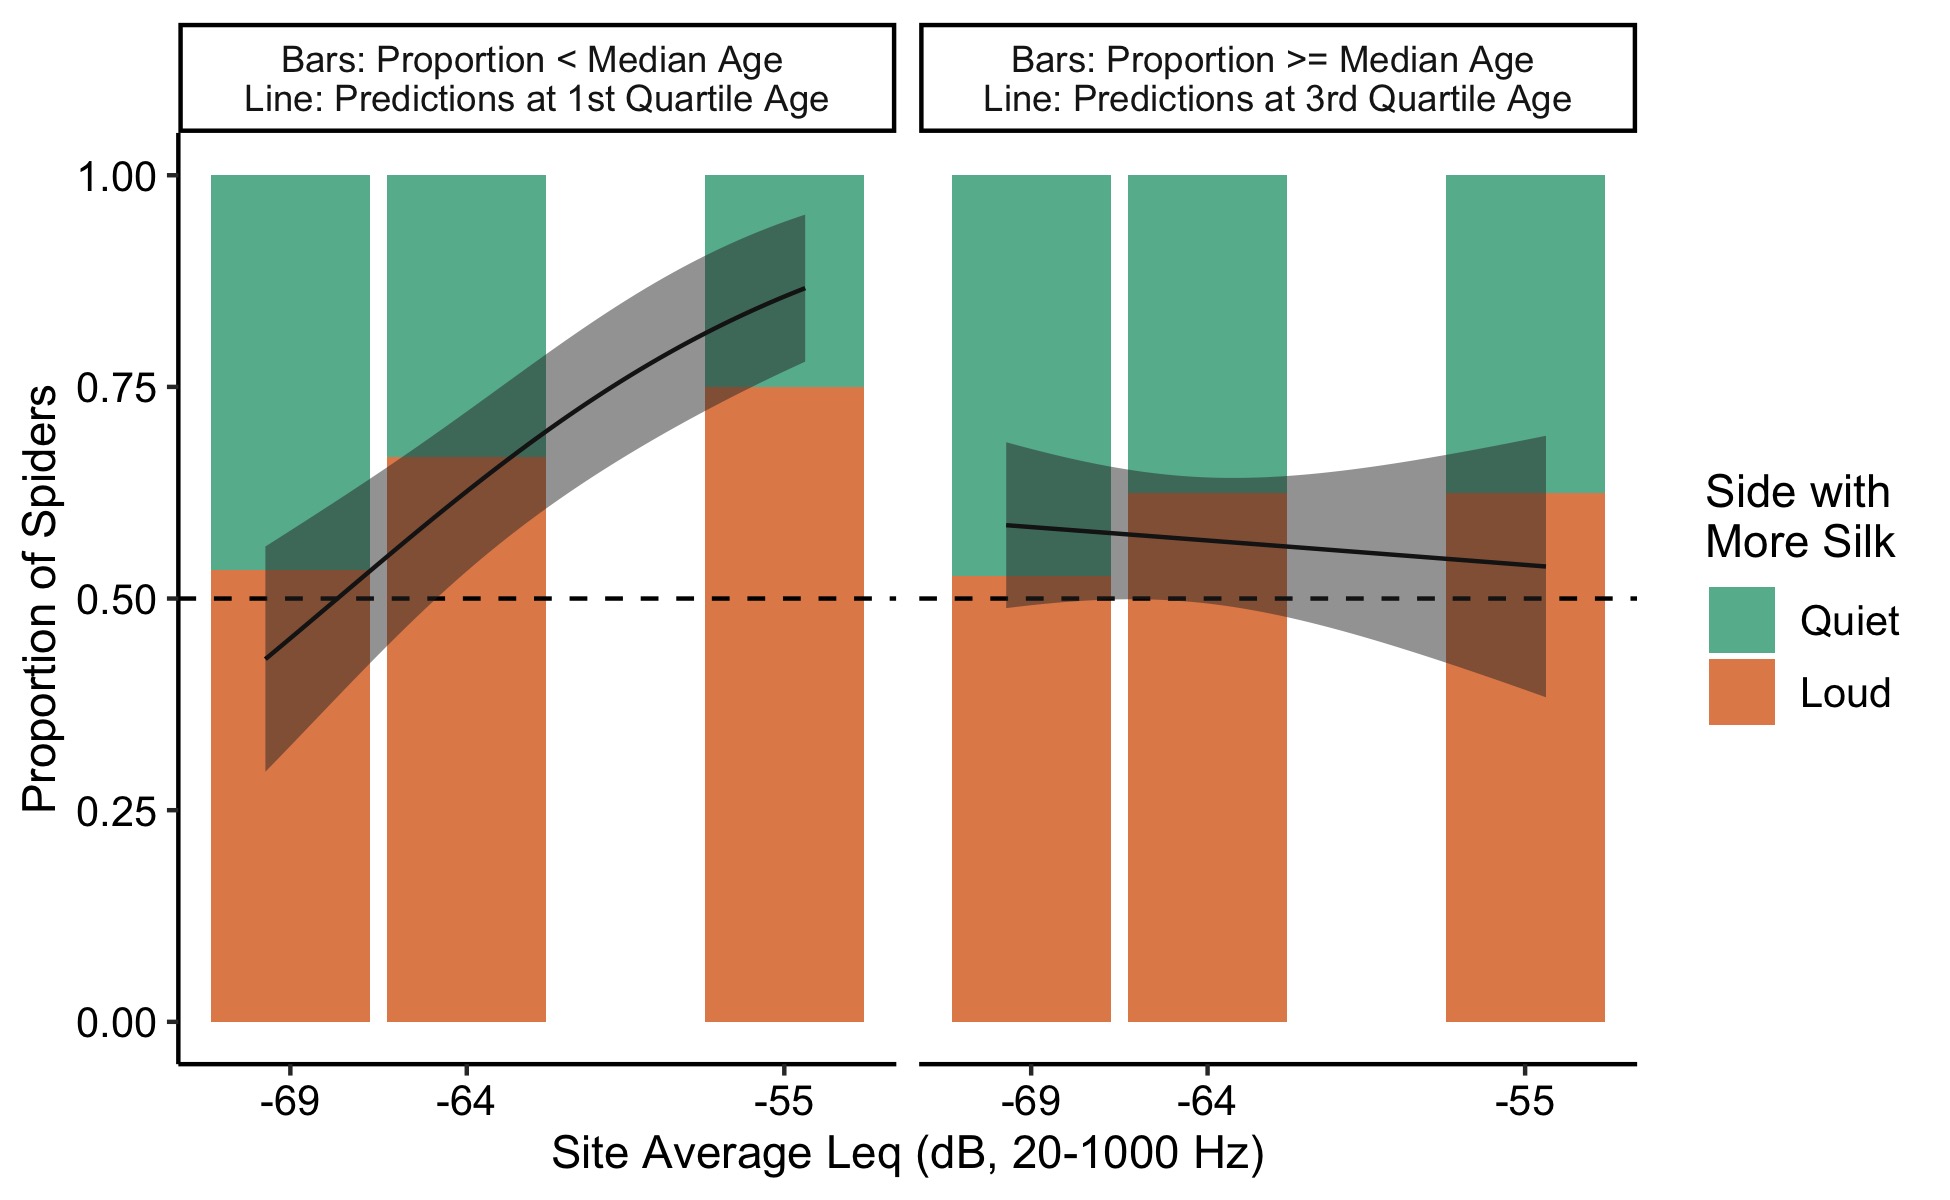 Bars: Proportion < Median Age
Line: Predictions at 1st Quartile Age
Bars: Proportion >= Median Age
Line: Predictions at 3rd Quartile Age
Proportion of Spiders
1.00
0.75
0.50
0.25
0.00
-69
-64
-55
-69
-64
-55
Site Average Leq (dB, 20-1000 Hz)
Side with
More Silk
Quiet
Loud